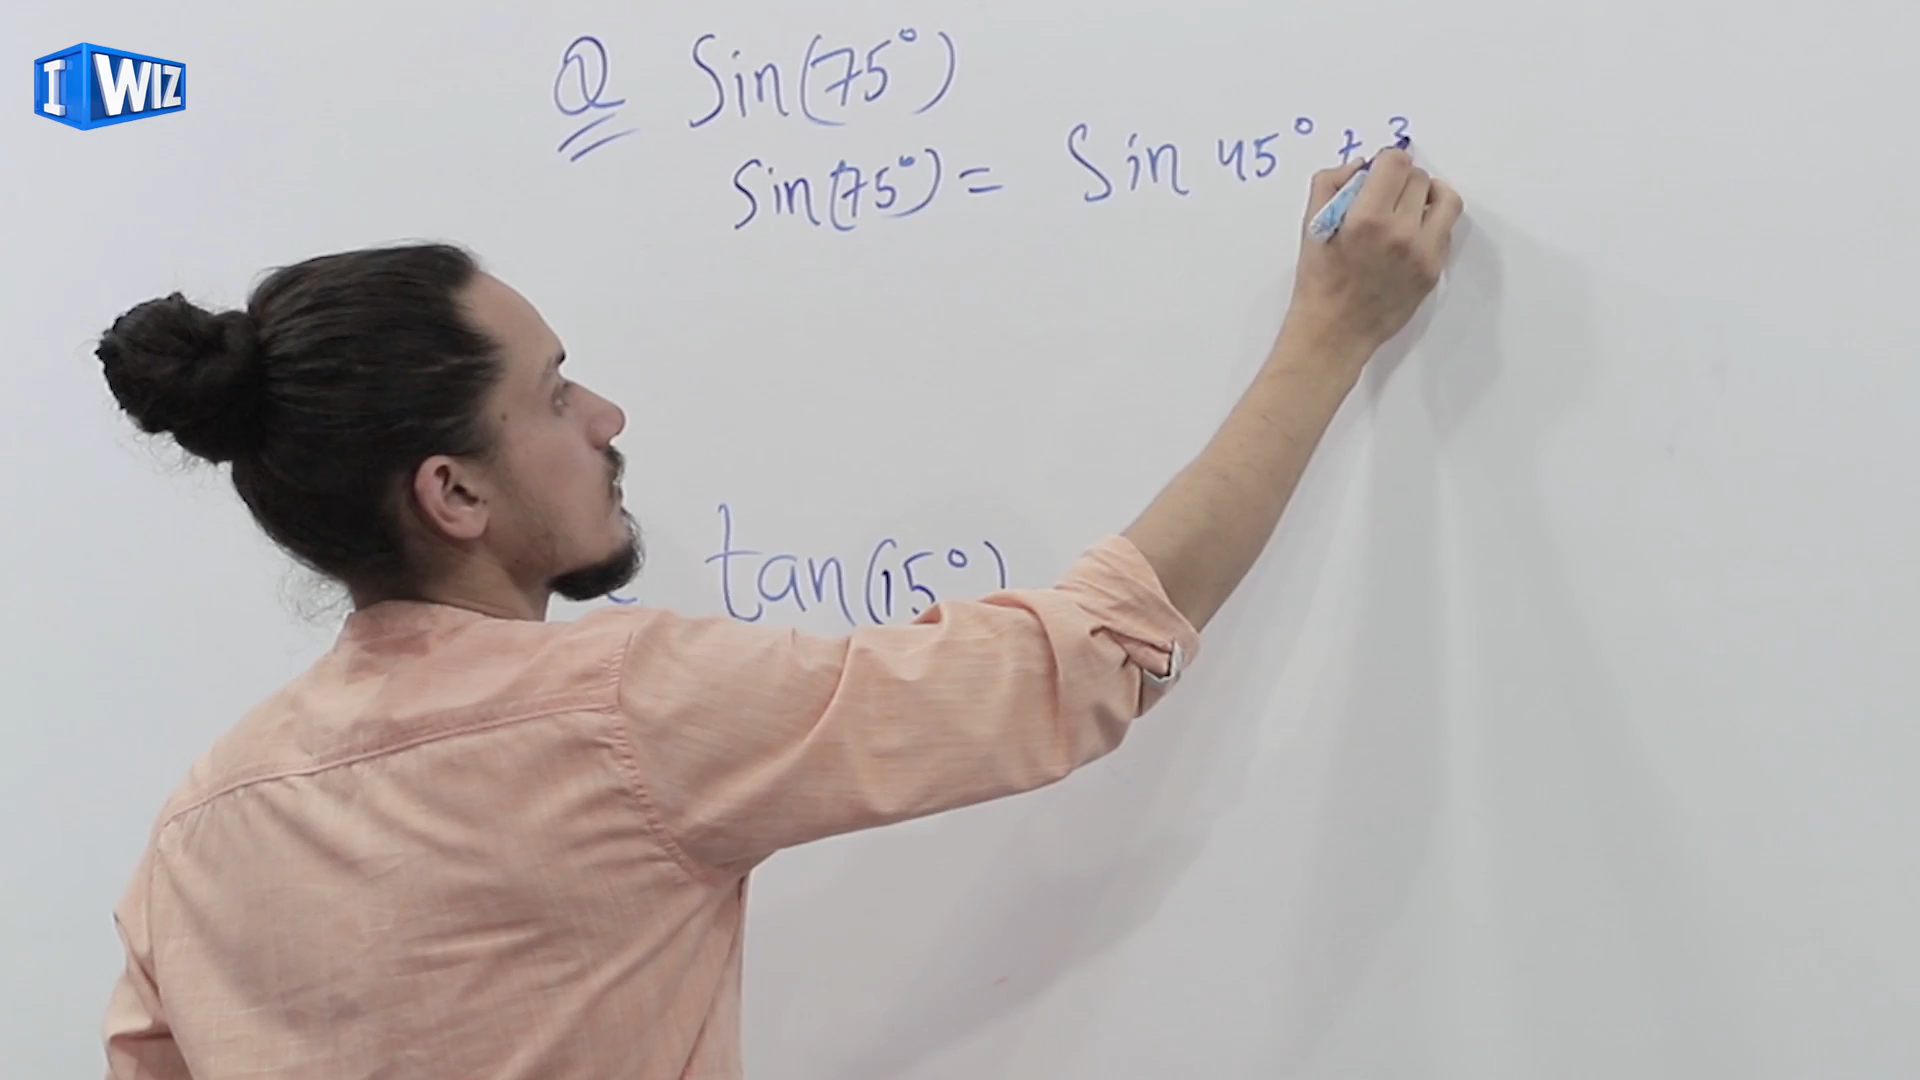 I WIZ
Q Sin(75°)
Sin(75°) = Sin 45° + 3
tan(15°)